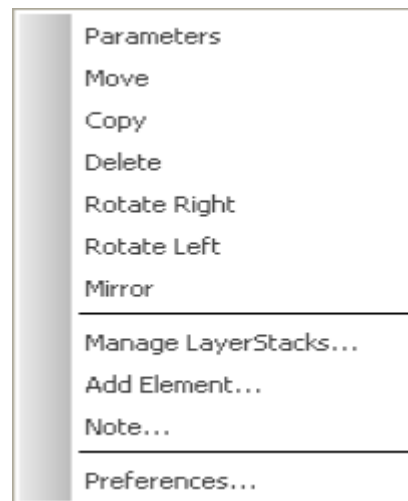 Parameters
Move
Copy
Delete
Rotate Right
Rotate Left
Mirror
Manage LayerStacks...
Add Element...
Note...
Preferences...